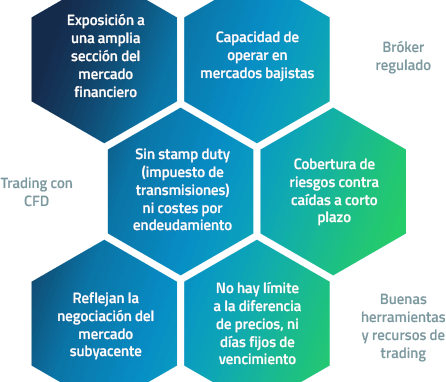 Exposición a
una amplia
sección del
mercado
financiero
Capacidad de
operar en
mercados bajistas
Bróker
regulado
Trading con
CFD
Sin stamp duty
(impuesto de
transmisiones)
ni costes por
endeudamiento
Cobertura de
riesgos contra
caídas a corto
plazo
Reflejan la
negociación del
mercado
subyacente
No hay límite
a la diferencia
de precios, ni
días fijos de
vencimiento
Buenas
herramientas
y recursos de
trading